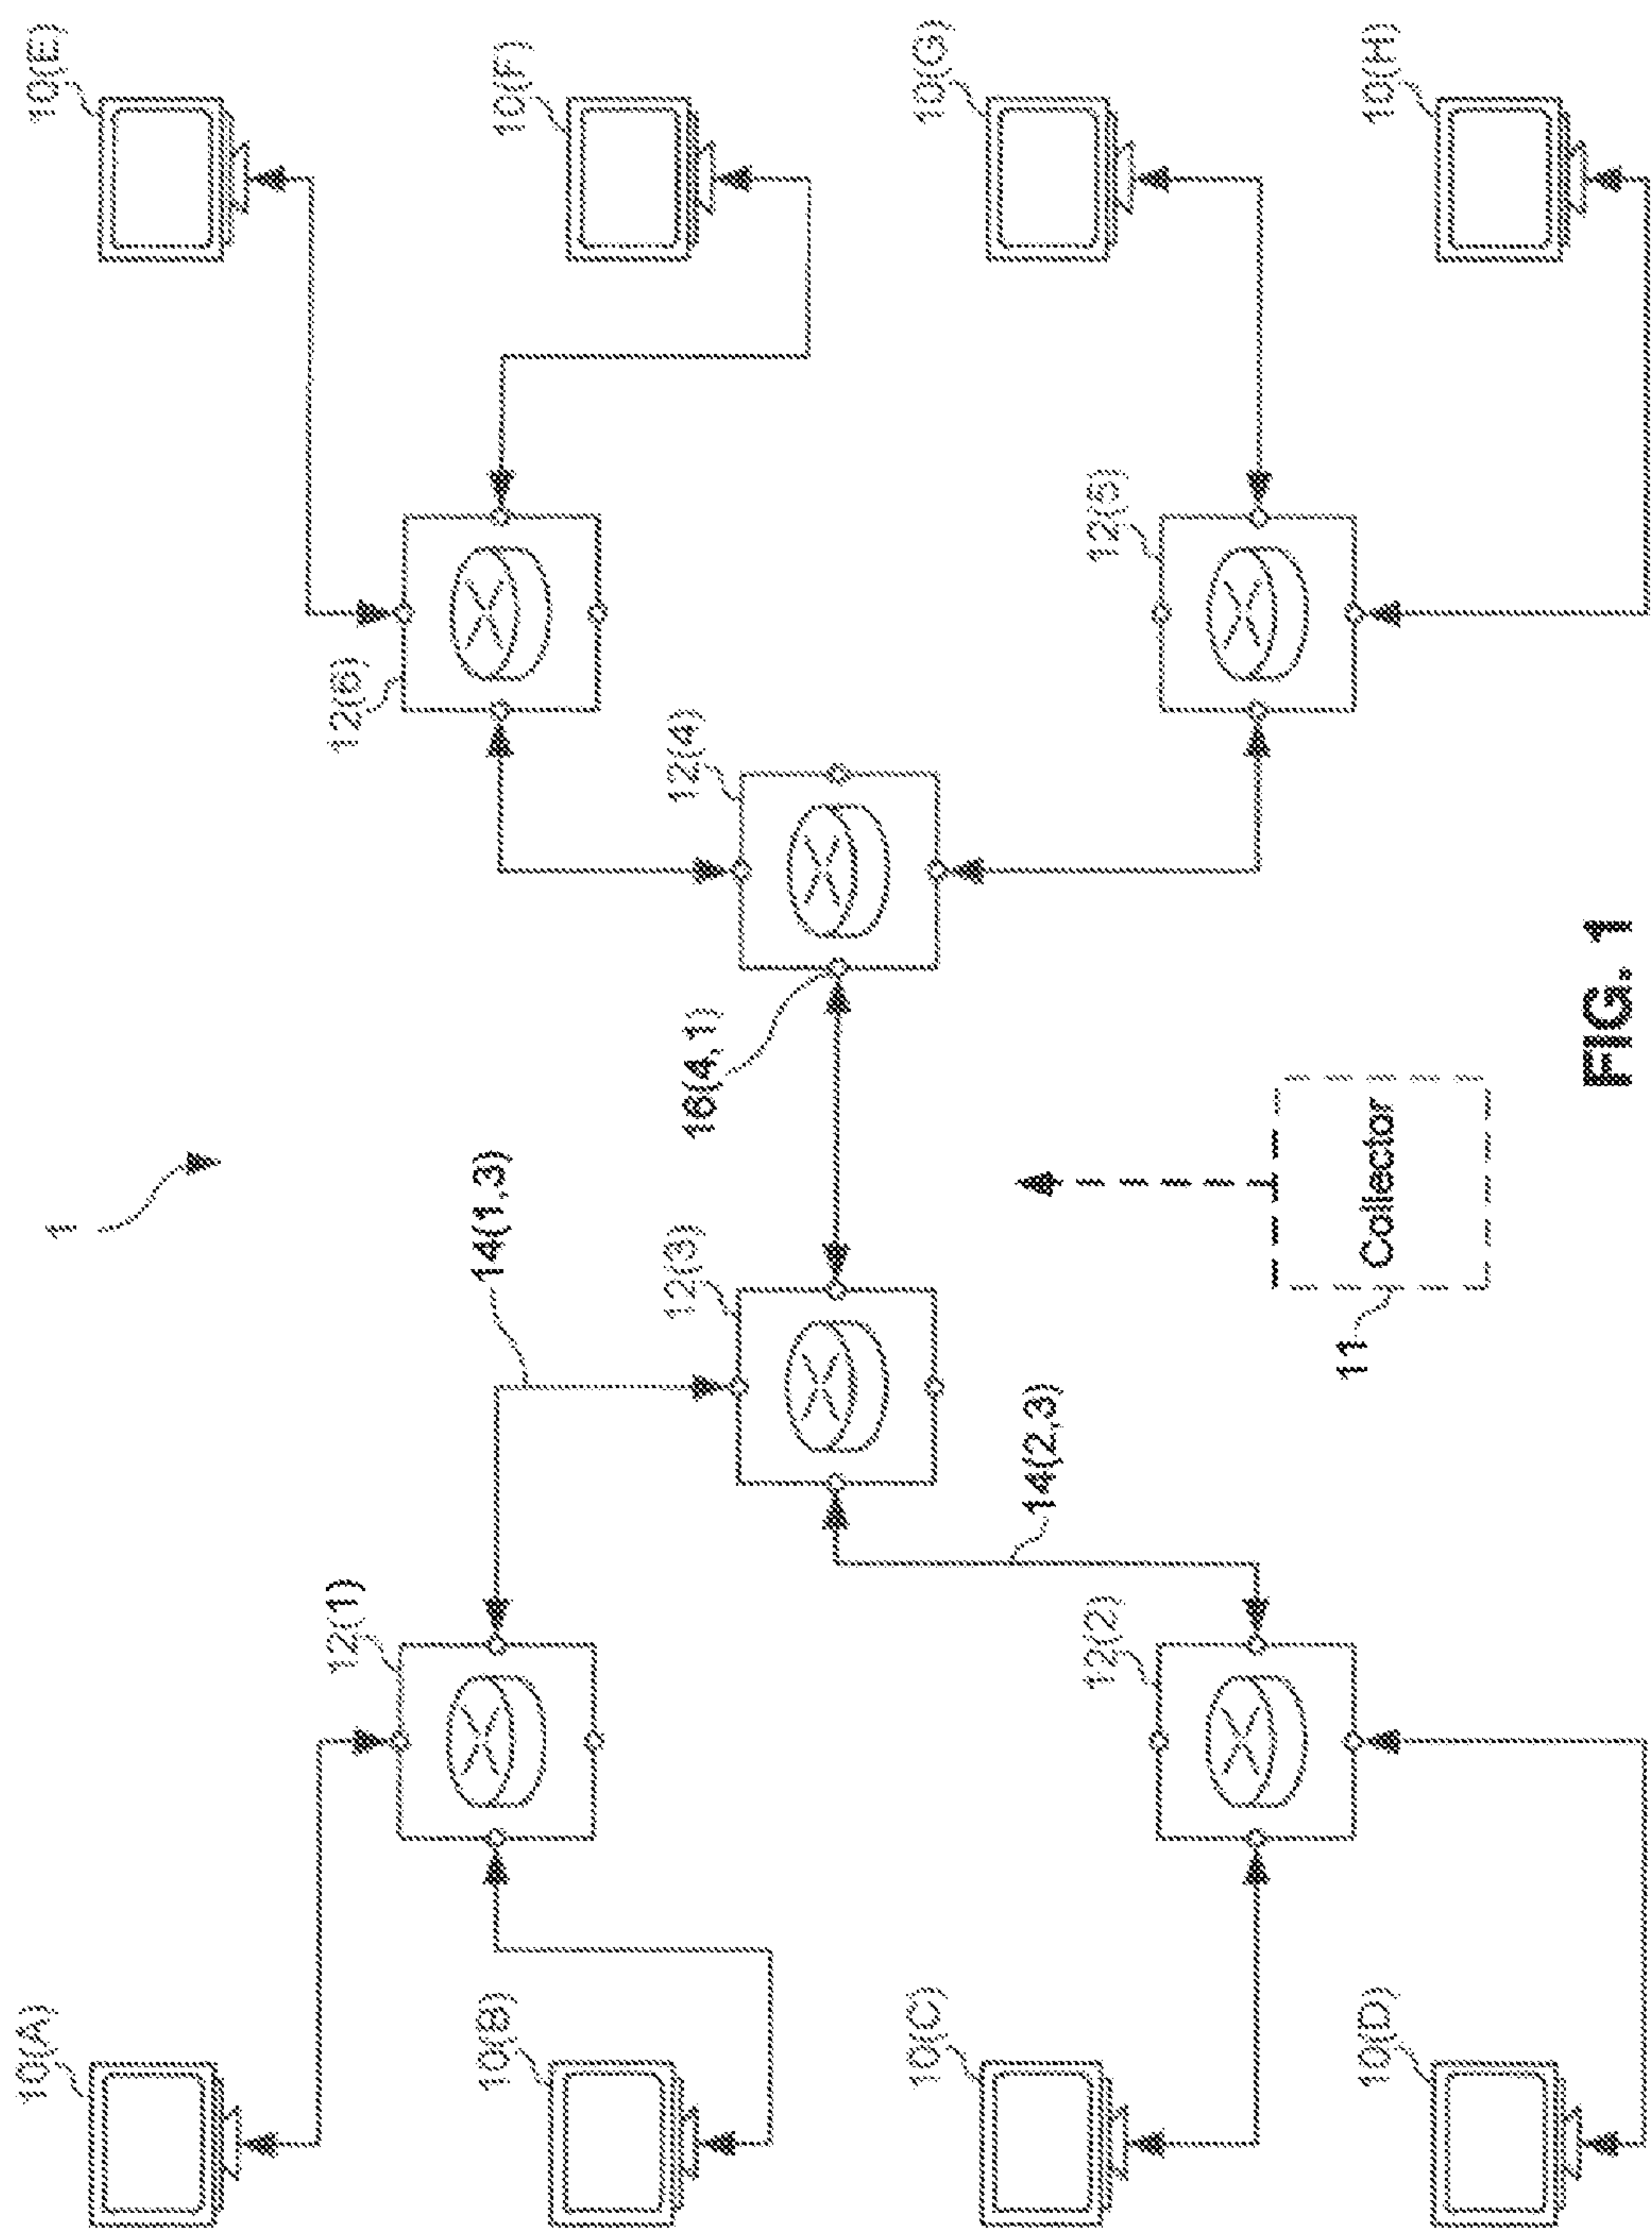 1
10(A)
10(E)
12(1)
12(6)
14(1,3)
10(B)
10(F)
12(3)
16(4,1)
12(4)
10(C)
10(G)
14(2,3)
12(2)
12(5)
11
Collector
10(D)
10(H)
FIG. 1